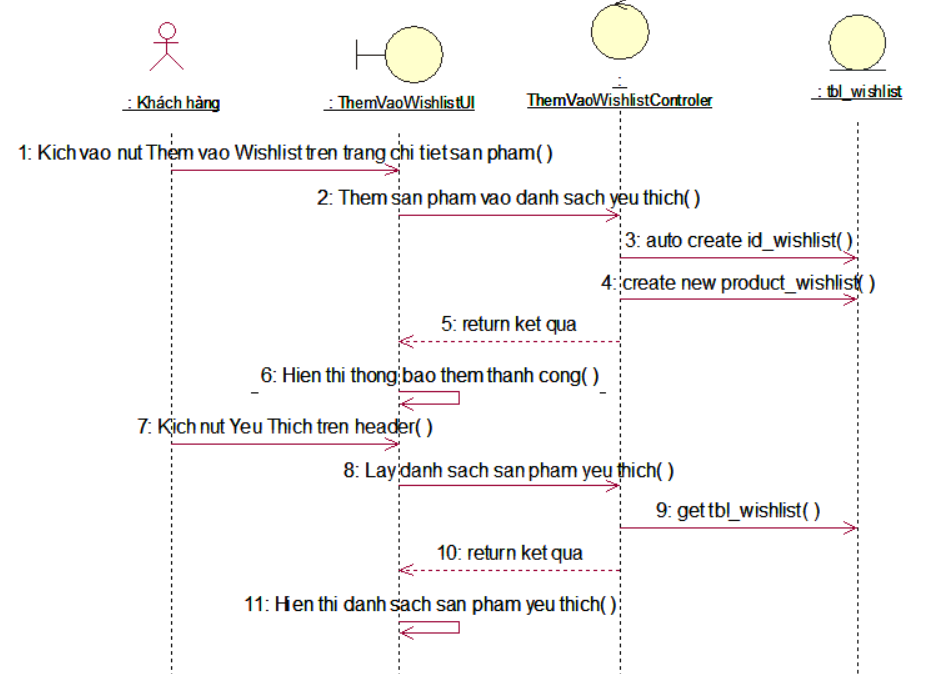 : Khách hàng
: ThemVaoWishlistUI
:
ThemVaoWishlistControler
: tbl_wishlist
1: Kich vao nut Them vao Wishlist tren trang chi tiet san pham( )
2: Them san pham vao danh sach yeu thich( )
3: auto create id_wishlist( )
4: create new product_wishlist( )
5: return ket qua
6: Hien thi thong bao them thanh cong( )
7: Kich nut Yeu Thich tren header( )
8: Lay danh sach san pham yeu thich( )
9: get tbl_wishlist( )
10: return ket qua
11: Hien thi danh sach san pham yeu thich( )